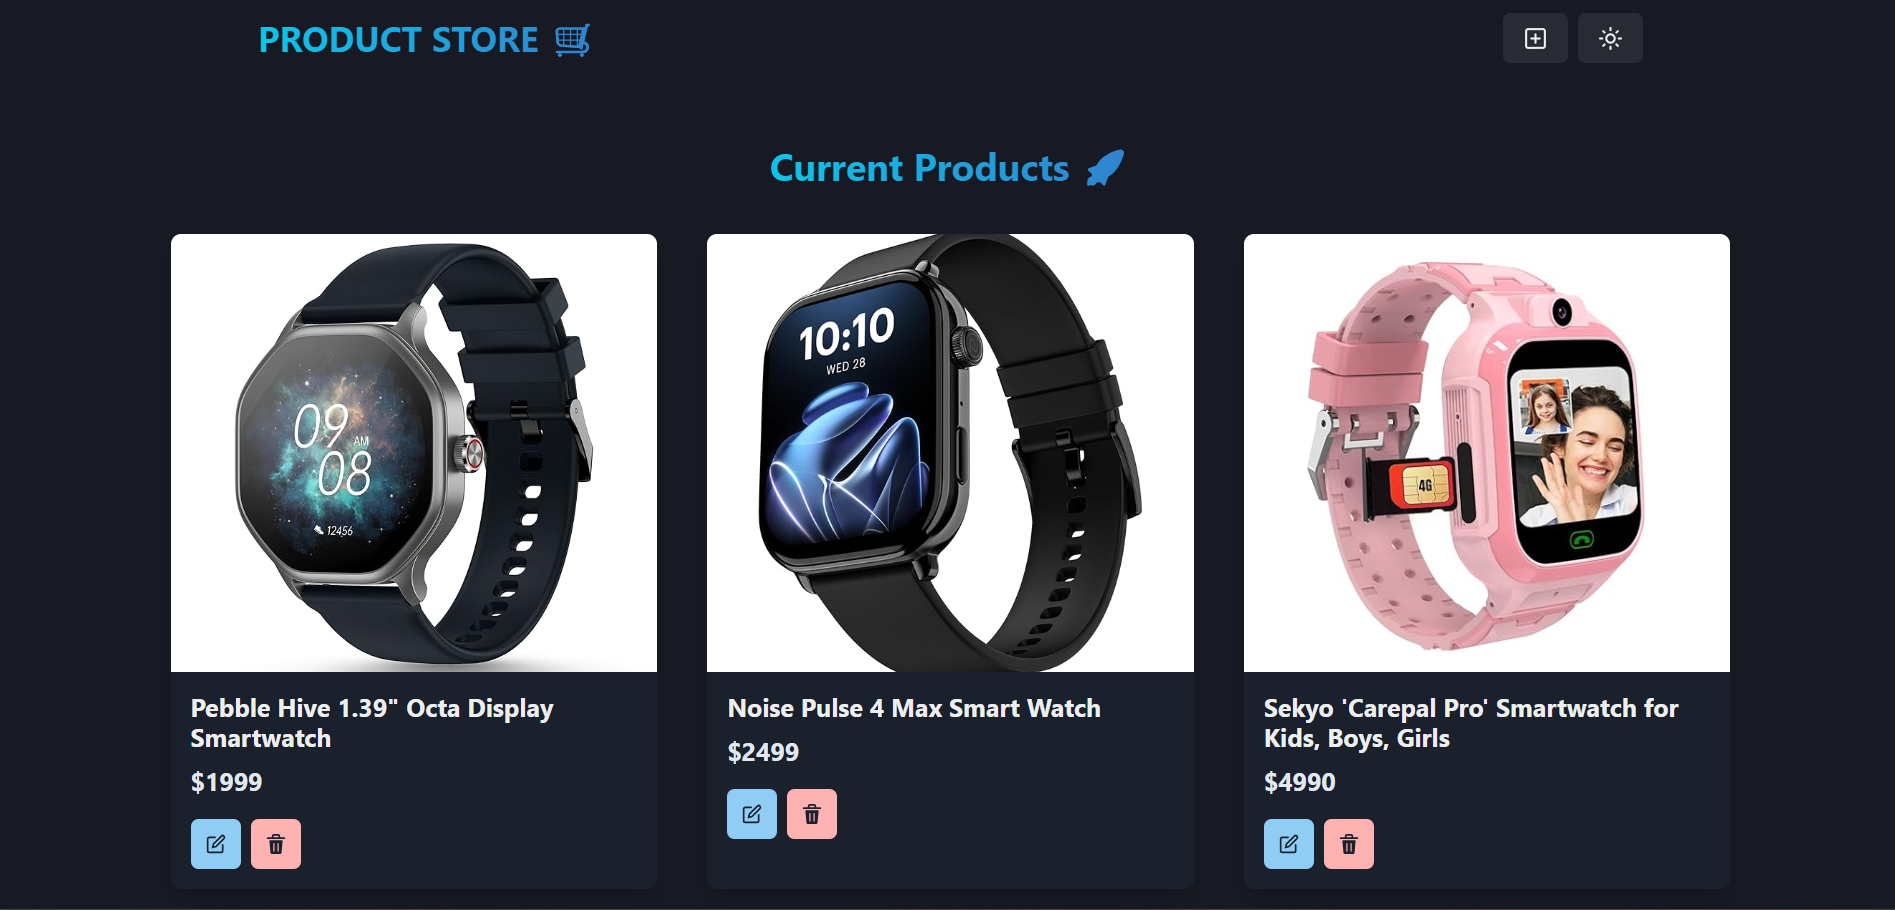 PRODUCT STORE
Current Products
09
AM
08
12456
10:10
WED 28
4G
Pebble Hive 1.39" Octa Display
Smartwatch
$1999
Noise Pulse 4 Max Smart Watch
$2499
Sekyo 'Carepal Pro' Smartwatch for
Kids, Boys, Girls
$4990